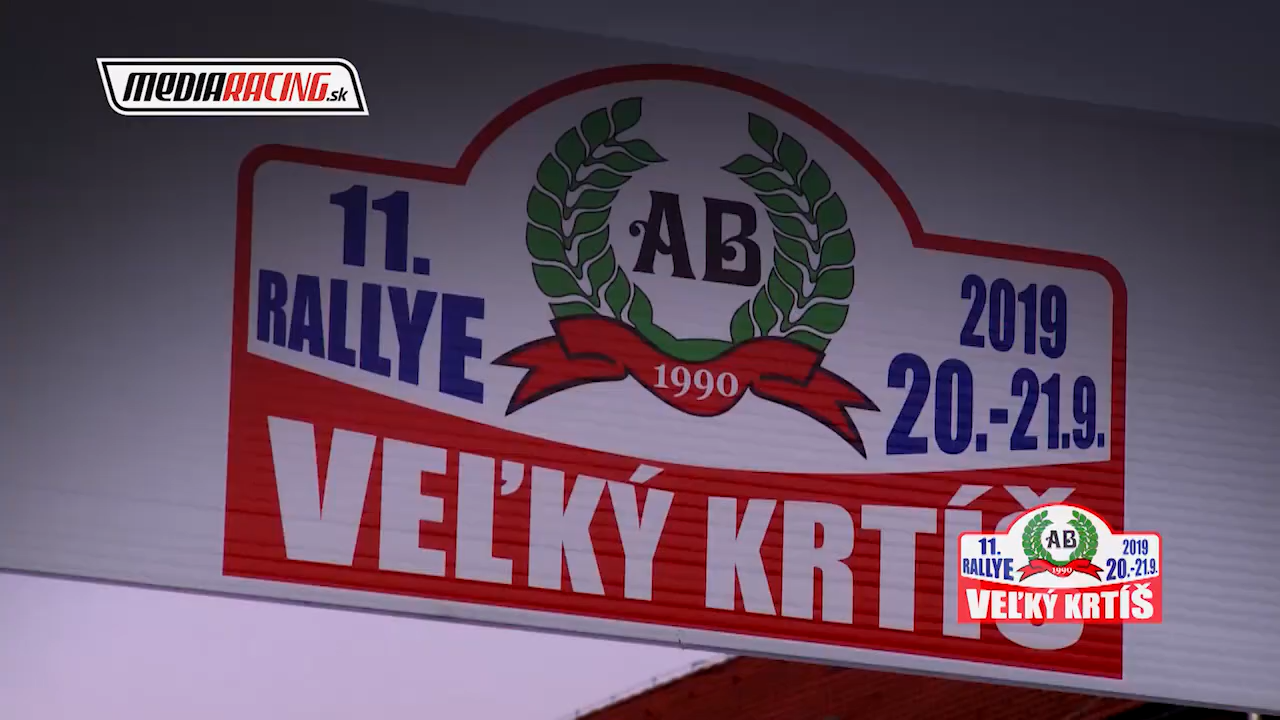 MEDIARACING.sk
11.
RALLYE
AB
1990
2019
20.-21.9.
VEĽKÝ KRTÍŠ
11.
RALLYE
AB
1990
2019
20.-21.9.
VEĽKÝ KRTÍŠ